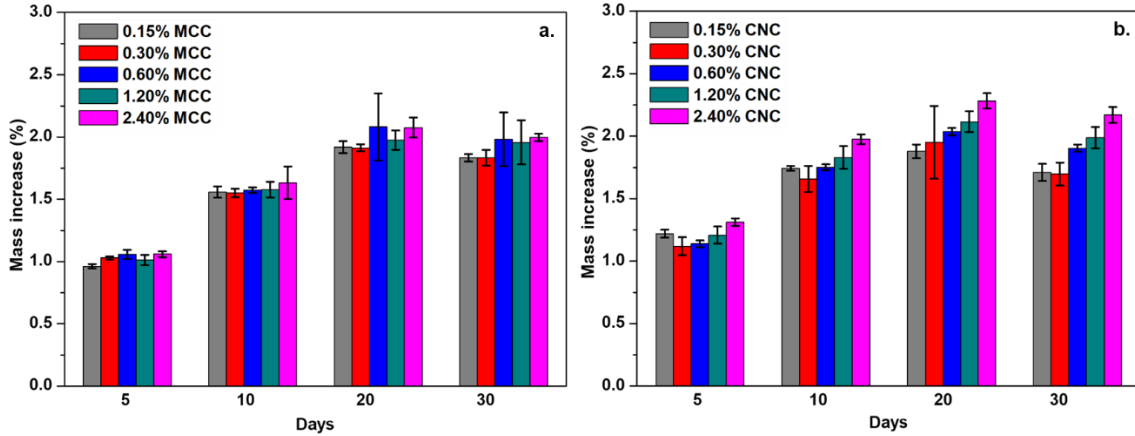 a.
0.15% MCC
0.30% MCC
0.60% MCC
1.20% MCC
2.40% MCC
Mass increase (%)
3.0
2.5
2.0
1.5
1.0
0.5
0.0
5 10 20 30
Days
b.
0.15% CNC
0.30% CNC
0.60% CNC
1.20% CNC
2.40% CNC
Mass increase (%)
3.0
2.5
2.0
1.5
1.0
0.5
0.0
5 10 20 30
Days